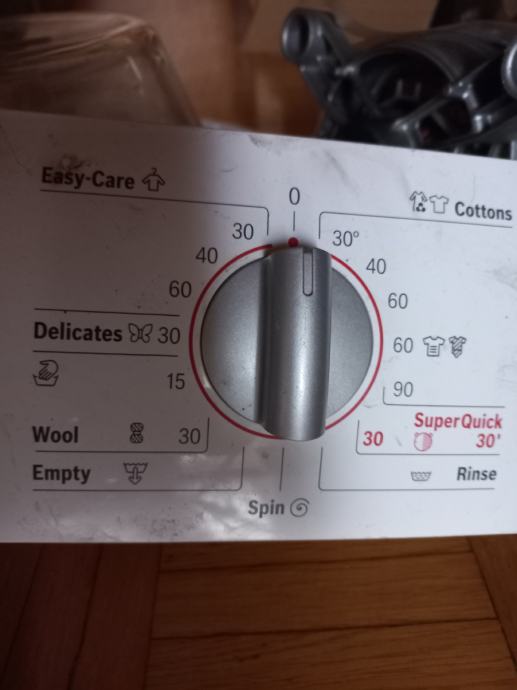 Easy-Care
0
Cottons
30
30°
40
40
60
60
Delicates 30
60
15
90
SuperQuick
Wool 30
30 30'
Empty
Rinse
Spin